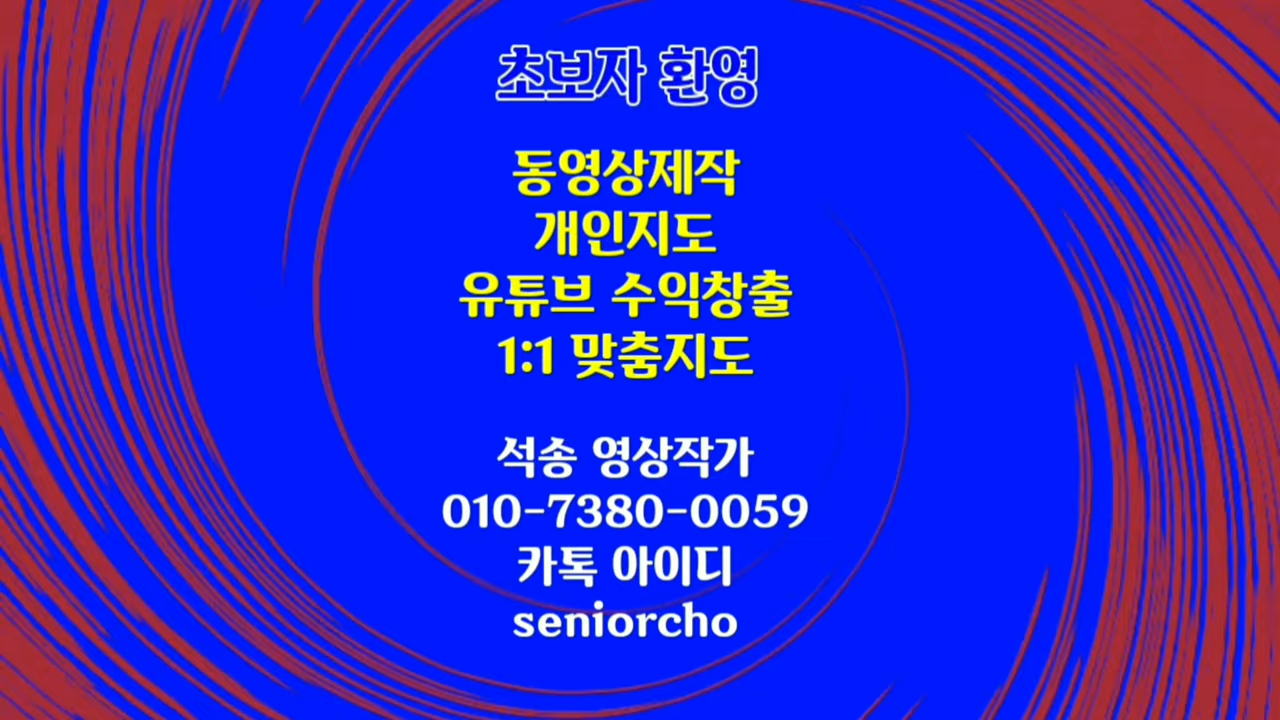 초보자 환영
동영상제작
개인지도
유튜브 수익창출
1:1 맞춤지도
석송 영상작가
010-7380-0059
카톡 아이디
seniorcho